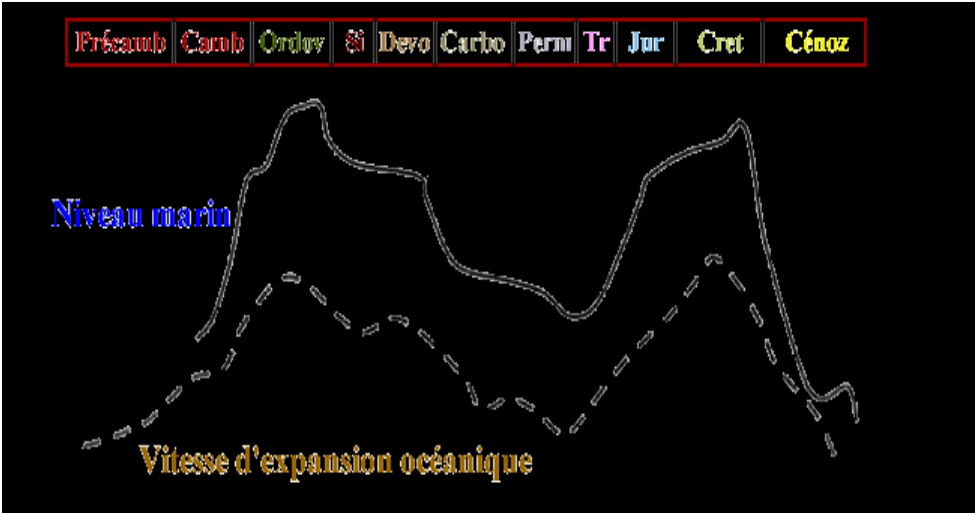 Précamb Camb Ordov Si Devo Carbo Perm Tr Jur Cret Cénoz
Niveau marin
Vitesse d'expansion océanique